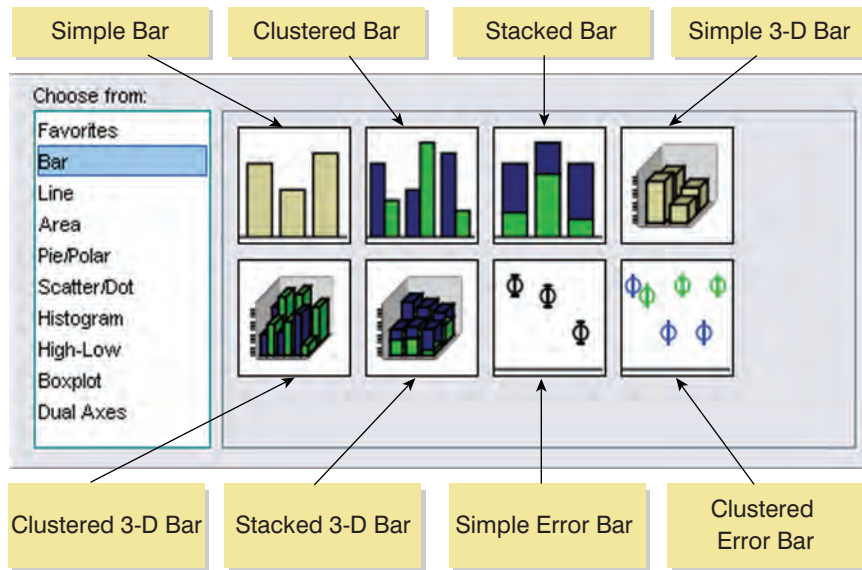 Simple Bar
Clustered Bar
Stacked Bar
Simple 3-D Bar
Choose from:
Favorites
Bar
Line
Area
Pie/Polar
Scatter/Dot
Histogram
High-Low
Boxplot
Dual Axes
Clustered 3-D Bar
Stacked 3-D Bar
Simple Error Bar
Clustered
Error Bar